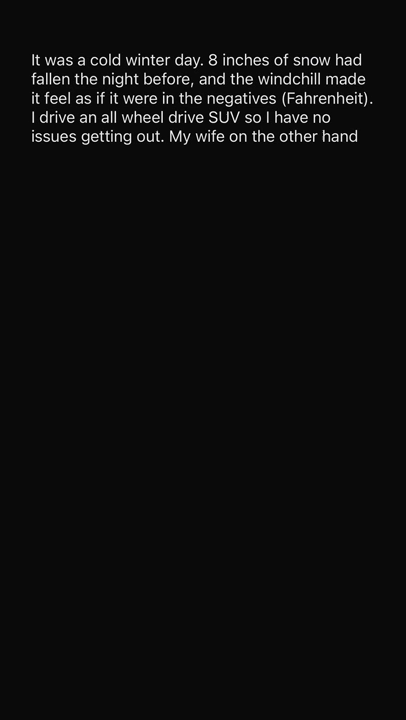 It was a cold winter day. 8 inches of snow had
fallen the night before, and the windchill made
it feel as if it were in the negatives (Fahrenheit).
I drive an all wheel drive SUV so I have no
issues getting out. My wife on the other hand